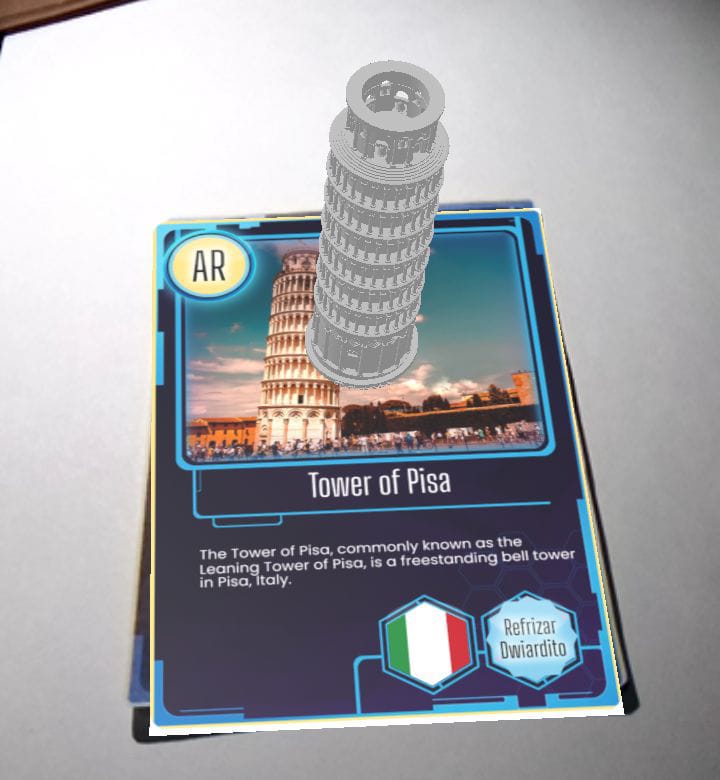 AR
Tower of Pisa
The Tower of Pisa, commonly known as the
Leaning Tower of Pisa, is a freestanding bell tower
in Pisa, Italy.
Refrizar
Dwiardito